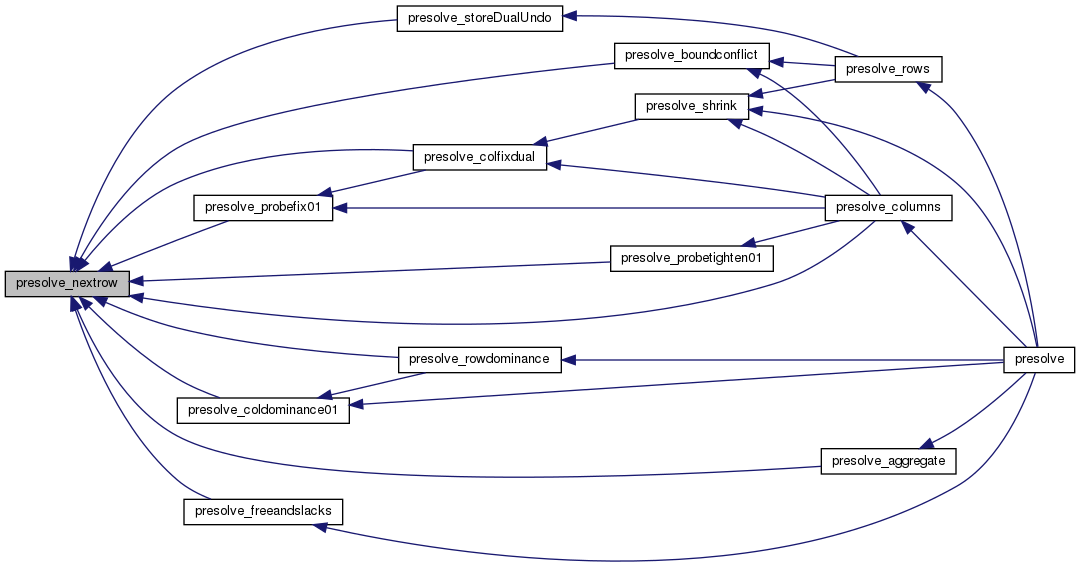 presolve_storeDualUndo
presolve_boundconflict
presolve_rows
presolve_shrink
presolve_colfixdual
presolve_probefix01
presolve_columns
presolve_probetighten01
presolve_nextrow
presolve_rowdominance
presolve
presolve_coldominance01
presolve_aggregate
presolve_freeandslacks